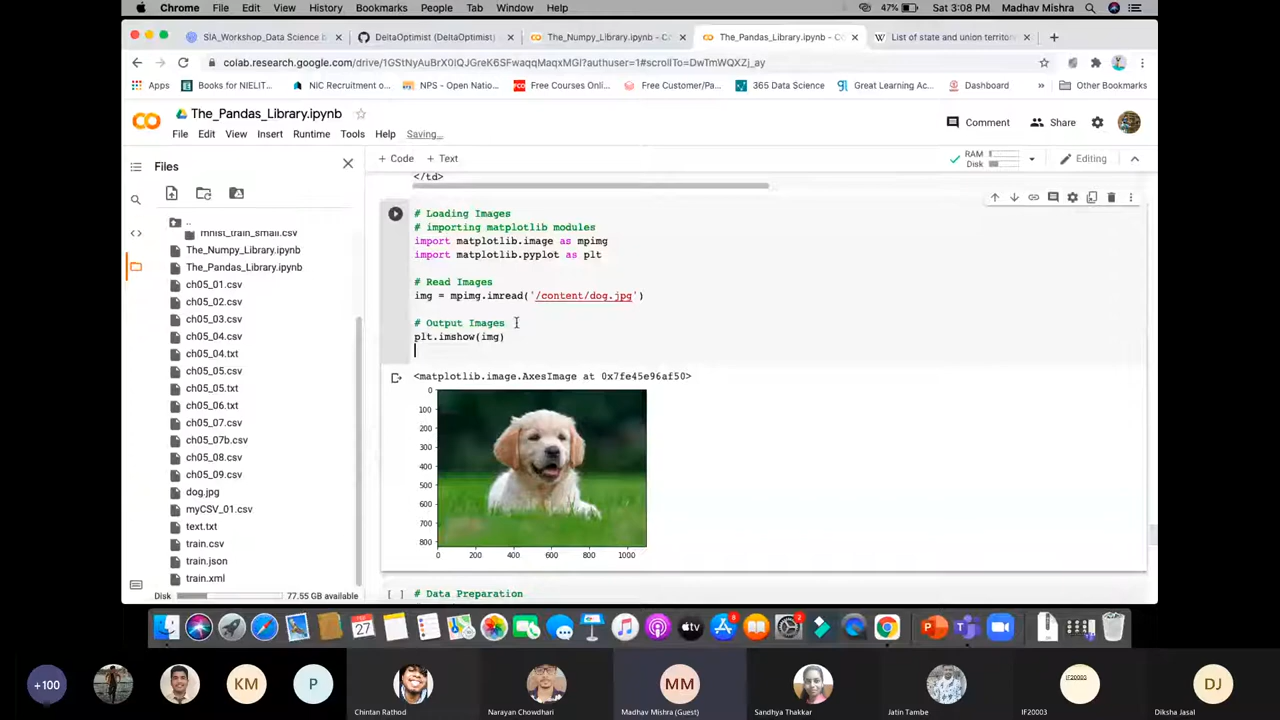 Chrome File Edit View History Bookmarks People Tab Window Help 47% Sat 3:08 PM Madhav Mishra
SIA_Workshop_Data Science b DeltaOptimist (DeltaOptimist) The_Numpy_Library.ipynb - C The_Pandas_Library.ipynb - C List of state and union territor
colab.research.google.com/drive/1GStNyAuBrX0IQJGreK6SFwaqqMaqxMGl?authuser=1#scrollTo=DwTmWQXZj_ay
Apps Books for NIELIT... NIC Recruitment or... NPS - Open Natio... Free Courses Onli... Free Customer/Pa... 365 Data Science Great Learning Ac... Dashboard » Other Bookmarks
The_Pandas_Library.ipynb
Comment Share
File Edit View Insert Runtime Tools Help Saving...
Files
+ Code + Text
RAM
Disk
Editing
</td>
..
mnist_train_small.csv
The_Numpy_Library.ipynb
The_Pandas_Library.ipynb
ch05_01.csv
ch05_02.csv
ch05_03.csv
ch05_04.csv
ch05_04.txt
ch05_05.csv
ch05_05.txt
ch05_06.txt
ch05_07.csv
ch05_07b.csv
ch05_08.csv
ch05_09.csv
dog.jpg
myCSV_01.csv
text.txt
train.csv
train.json
train.xml
Disk 77.55 GB available
# Loading Images
# importing matplotlib modules
import matplotlib.image as mpimg
import matplotlib.pyplot as plt
# Read Images
img = mpimg.imread('/content/dog.jpg')
# Output Images
plt.imshow(img)
<matplotlib.image.AxesImage at 0x7fe45e96af50>
0
100
200
300
400
500
600
700
800
0 200 400 600 800 1000
[ ] # Data Preparation
JUL
27
8
2
tv
+100
KM
P
MM
IF20003
DJ
Chintan Rathod Narayan Chowdhari Madhav Mishra (Guest) Sandhya Thakkar Jatin Tambe IF20003 Diksha Jasal